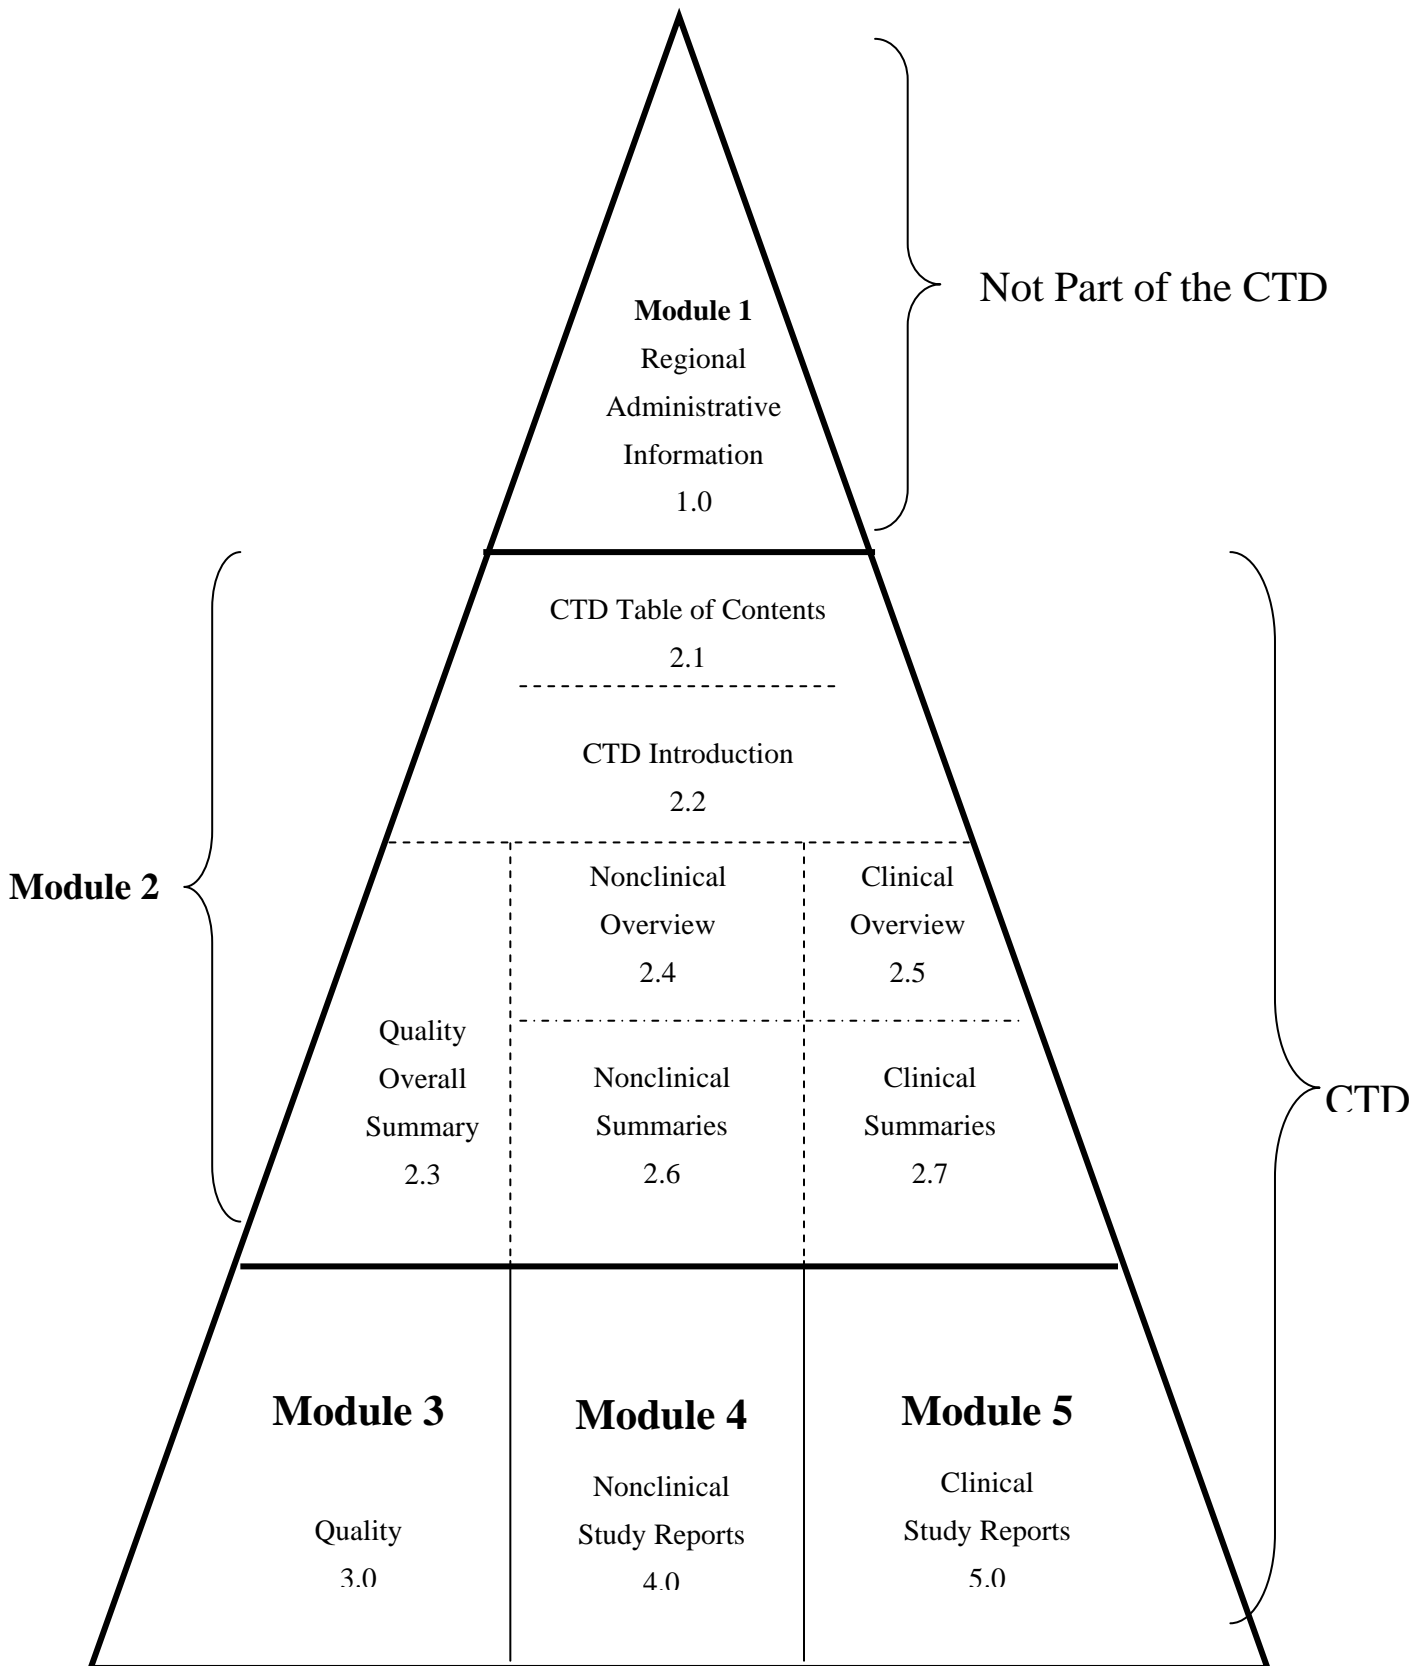 Module 1
Regional
Administrative
Information
1.0
Not Part of the CTD
CTD Table of Contents
2.1
CTD Introduction
2.2
Module 2
Quality
Overall
Summary
2.3
Nonclinical
Overview
2.4
Clinical
Overview
2.5
Nonclinical
Summaries
2.6
Clinical
Summaries
2.7
CTD
Module 3
Quality
3.0
Module 4
Nonclinical
Study Reports
4.0
Module 5
Clinical
Study Reports
5.0